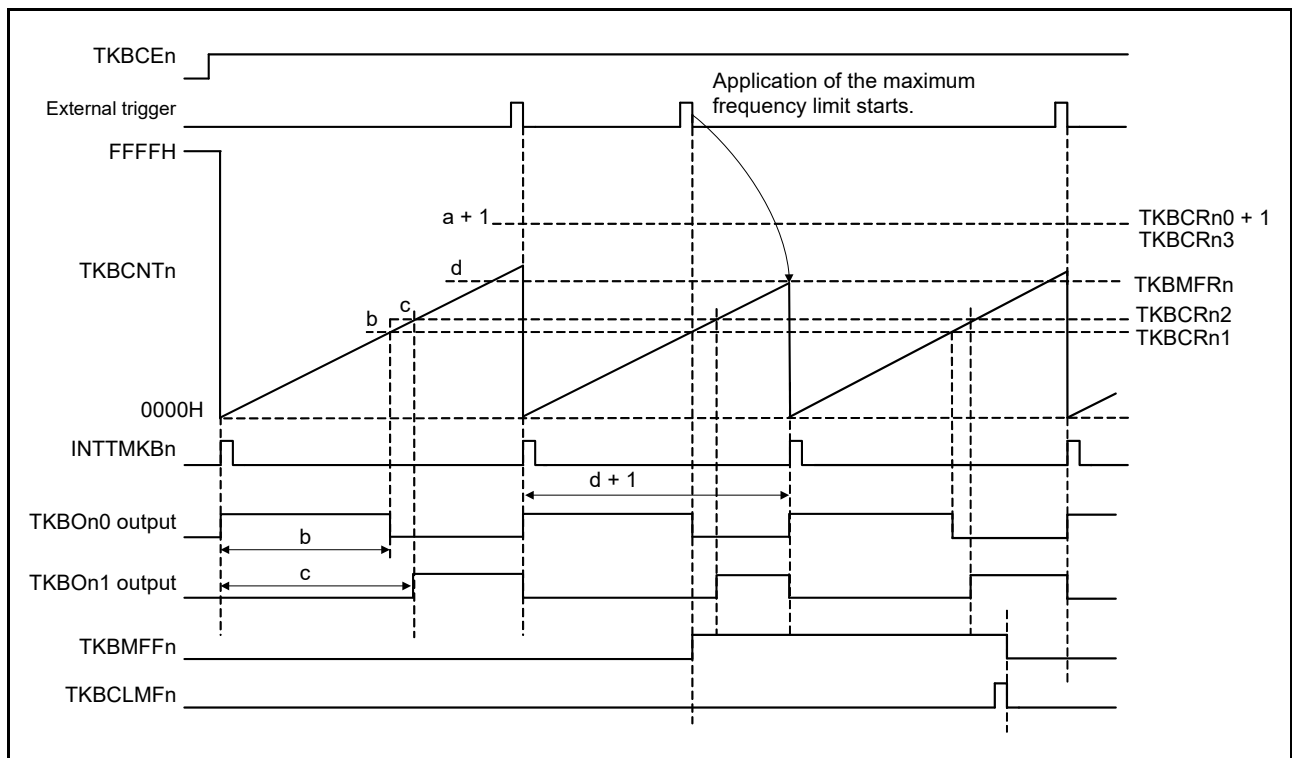 TKBCEn
External trigger
Application of the maximum
frequency limit starts.
FFFFH
a + 1
TKBCRn0 + 1
TKBCRn3
TKBCNTn
d
TKBMFRn
c
b
TKBCRn2
TKBCRn1
0000H
INTTMKBn
d + 1
TKBOn0 output
b
c
TKBOn1 output
TKBMFFn
TKBCLMFn